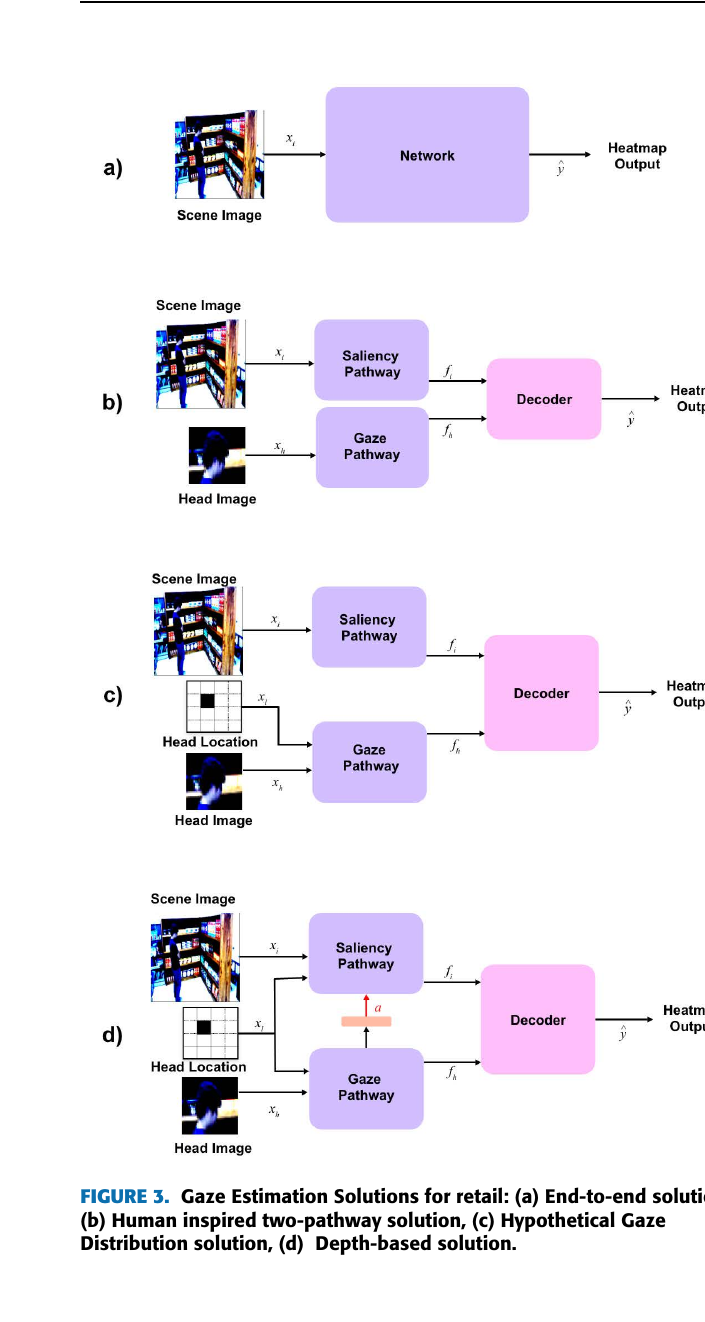 a)
Scene Image
x_i
Network
ŷ
Heatmap
Output
b)
Scene Image
x_i
Saliency
Pathway
f_i
Head Image
x_h
Gaze
Pathway
f_h
Decoder
ŷ
Heatm
Outp
c)
Scene Image
x_i
Saliency
Pathway
f_i
x_l
Head Location
x_h
Head Image
Gaze
Pathway
f_h
Decoder
ŷ
Heatm
Outp
d)
Scene Image
x_i
Saliency
Pathway
f_i
a
x_l
Head Location
x_h
Head Image
Gaze
Pathway
f_h
Decoder
ŷ
Heatm
Outp
FIGURE 3. Gaze Estimation Solutions for retail: (a) End-to-end soluti
(b) Human inspired two-pathway solution, (c) Hypothetical Gaze
Distribution solution, (d) Depth-based solution.